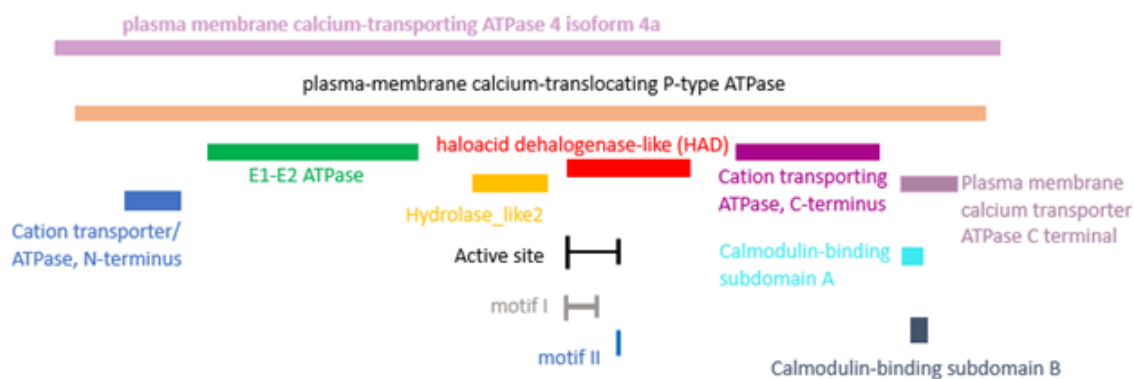 plasma membrane calcium-transporting ATPase 4 isoform 4a
plasma-membrane calcium-translocating P-type ATPase
haloacid dehalogenase-like (HAD)
E1-E2 ATPase
Cation transporting
ATPase, C-terminus
Plasma membrane
calcium transporter
ATPase C terminal
Hydrolase_like2
Cation transporter/
ATPase, N-terminus
Active site
Calmodulin-binding
subdomain A
motif I
motif II
Calmodulin-binding subdomain B